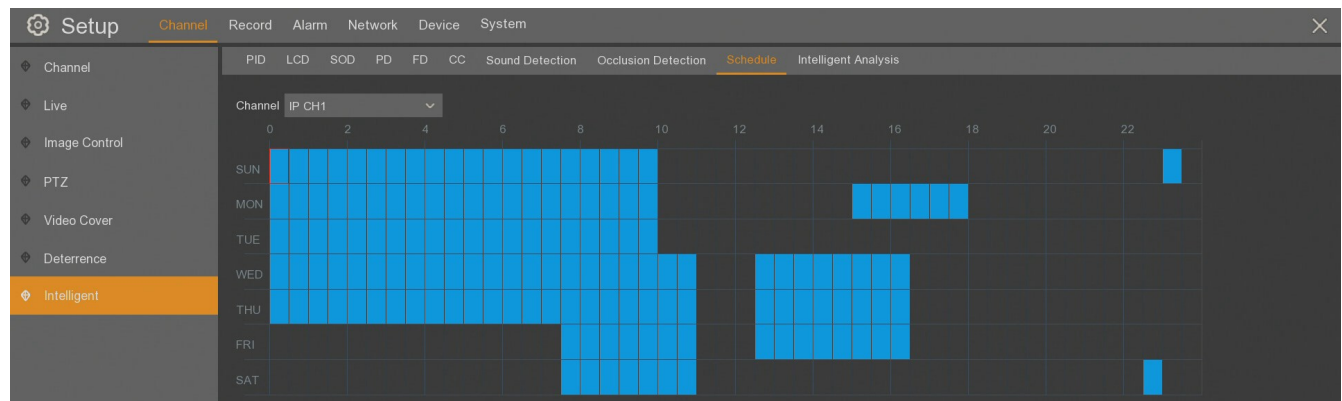 Setup Channel Record Alarm Network Device System
Channel
PID LCD SOD PD FD CC Sound Detection Occlusion Detection Schedule Intelligent Analysis
Live
Channel IP CH1
0 2 4 6 8 10 12 14 16 18 20 22
Image Control
SUN
PTZ
MON
Video Cover
TUE
Deterrence
WED
Intelligent
THU
FRI
SAT